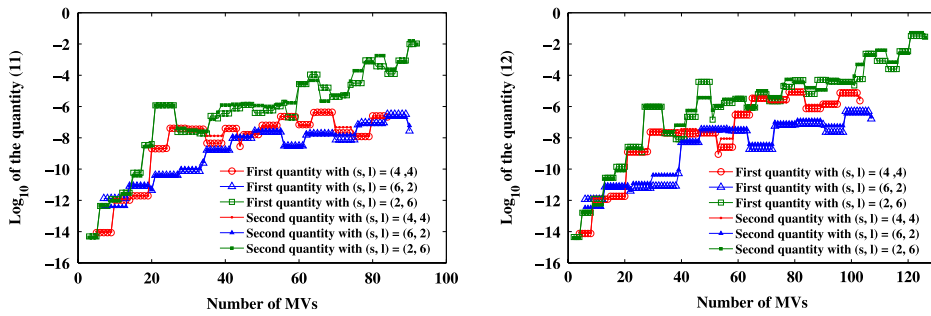 0
−2
−4
−6
−8
−10
−12
−14
−16
0
20
40
60
80
100
Log10 of the quantity (11)
Number of MVs
First quantity with (s, l) = (4 ,4)
First quantity with (s, l) = (6, 2)
First quantity with (s, l) = (2, 6)
Second quantity with (s, l) = (4, 4)
Second quantity with (s, l) = (6, 2)
Second quantity with (s, l) = (2, 6)
0
−2
−4
−6
−8
−10
−12
−14
−16
0
20
40
60
80
100
120
Log10 of the quantity (12)
Number of MVs
First quantity with (s, l) = (4 ,4)
First quantity with (s, l) = (6, 2)
First quantity with (s, l) = (2, 6)
Second quantity with (s, l) = (4, 4)
Second quantity with (s, l) = (6, 2)
Second quantity with (s, l) = (2, 6)